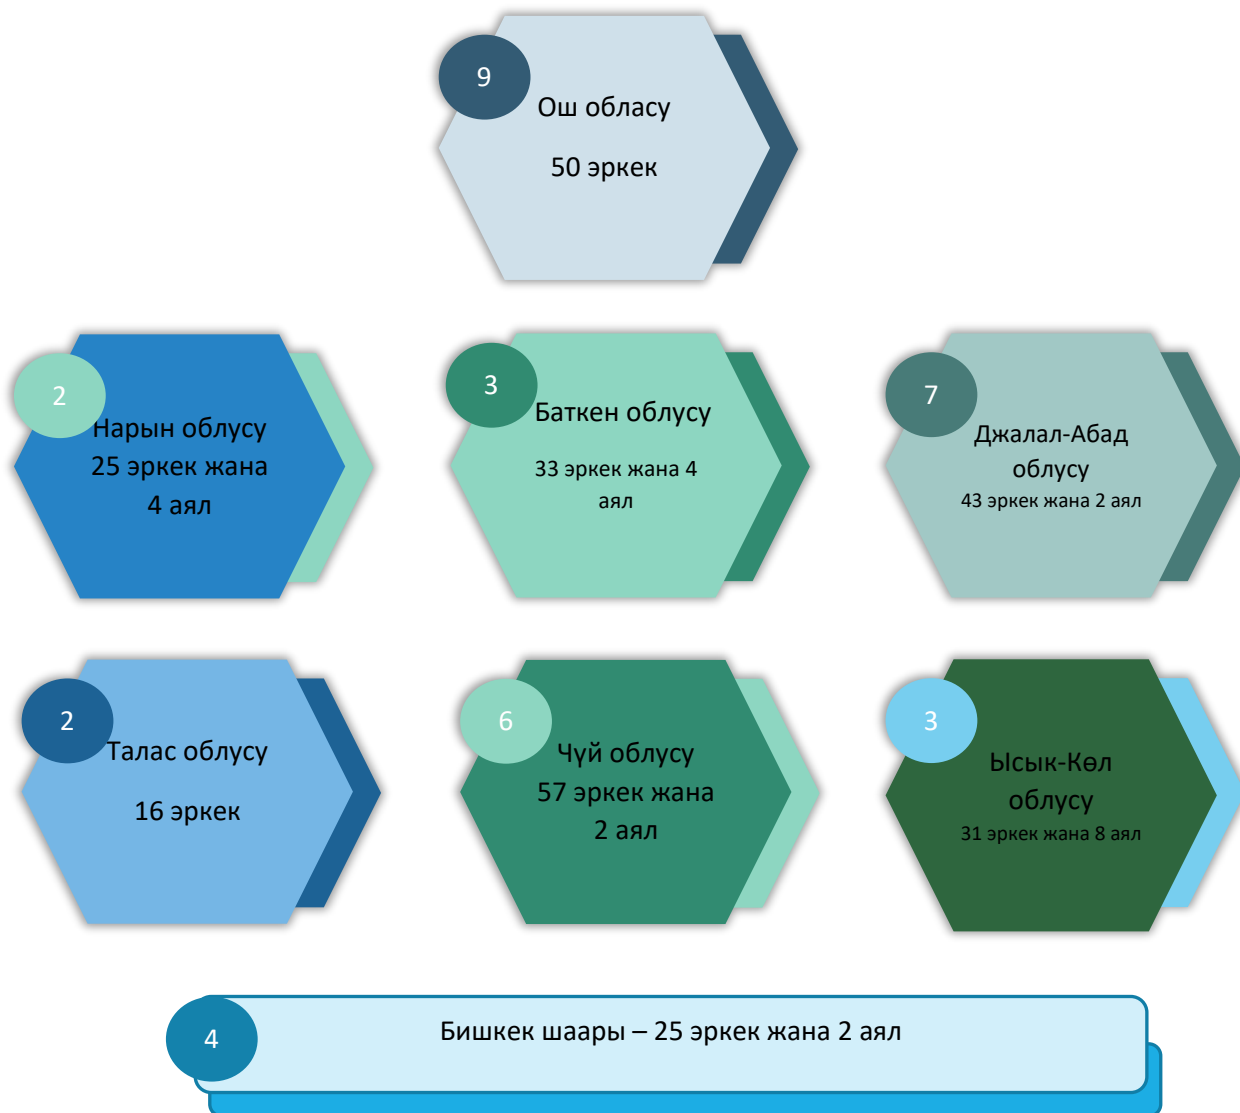 9
Ош обласу
50 эркек
2
Нарын облусу
25 эркек жана
4 аял
3
Баткен облусу
33 эркек жана 4
аял
7
Джалал-Абад
облусу
43 эркек жана 2 аял
2
Талас облусу
16 эркек
6
Чүй облусу
57 эркек жана
2 аял
3
Ысык-Көл
облусу
31 эркек жана 8 аял
4
Бишкек шаары – 25 эркек жана 2 аял